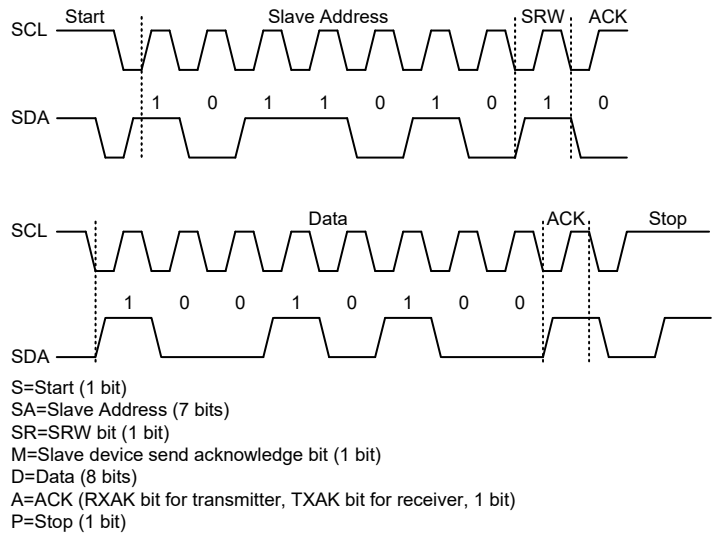 Start Slave Address SRW ACK
SCL
1 0 1 1 0 1 0 1 0
SDA
Data ACK Stop
SCL
1 0 0 1 0 1 0 0
SDA
S=Start (1 bit)
SA=Slave Address (7 bits)
SR=SRW bit (1 bit)
M=Slave device send acknowledge bit (1 bit)
D=Data (8 bits)
A=ACK (RXAK bit for transmitter, TXAK bit for receiver, 1 bit)
P=Stop (1 bit)